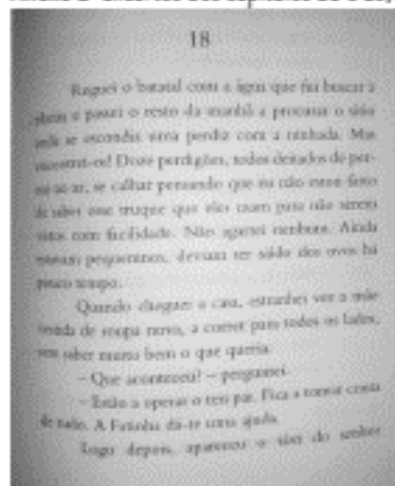 18
Reguei o batatal com a água que fui buscar a
e passei o resto da manhã a procurar o sítio
onde se escondia uma perdiz com a ninhada. Mas
encontrei-os! Doze perdigões, todos deitados de per-
nas ao ar, se calhar pensando que eu não estou farto
de saber esse truque que eles usam para não serem
vistos com facilidade. Não agarrei nenhum. Ainda
pequeninos, deviam ter saído dos ovos há
pouco tempo.
Quando cheguei a casa, estranhei ver a mãe
vestida de roupa nova, a correr para todos os lados,
sem saber muito bem o que queria.
– Que aconteceu? – perguntei.
– Estão a operar o teu pai. Fica a tomar conta
de tudo. A Fatinha dá-te uma ajuda.
Logo depois, apareceu o do senhor